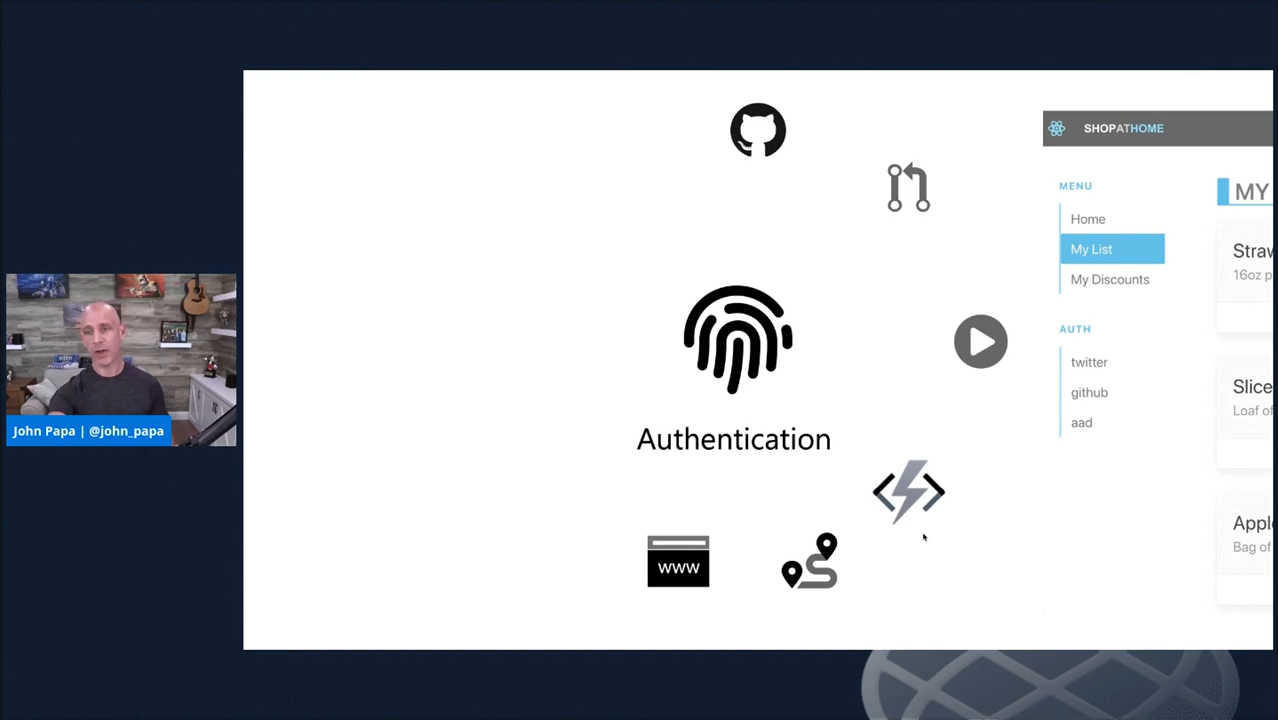 SHOPATHOME
MENU
MY
Home
Straw
My List
16oz p
My Discounts
AUTH
twitter
Slice
github
Loaf of
aad
John Papa | @john_papa
Authentication
Apple
Bag of
www